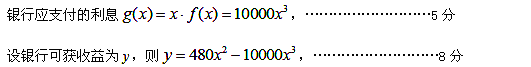 银行应支付的利息 g(x)=x·f(x)=10000x³，………………………5分
设银行可获收益为 y，则 y=480x²−10000x³，………………………8分